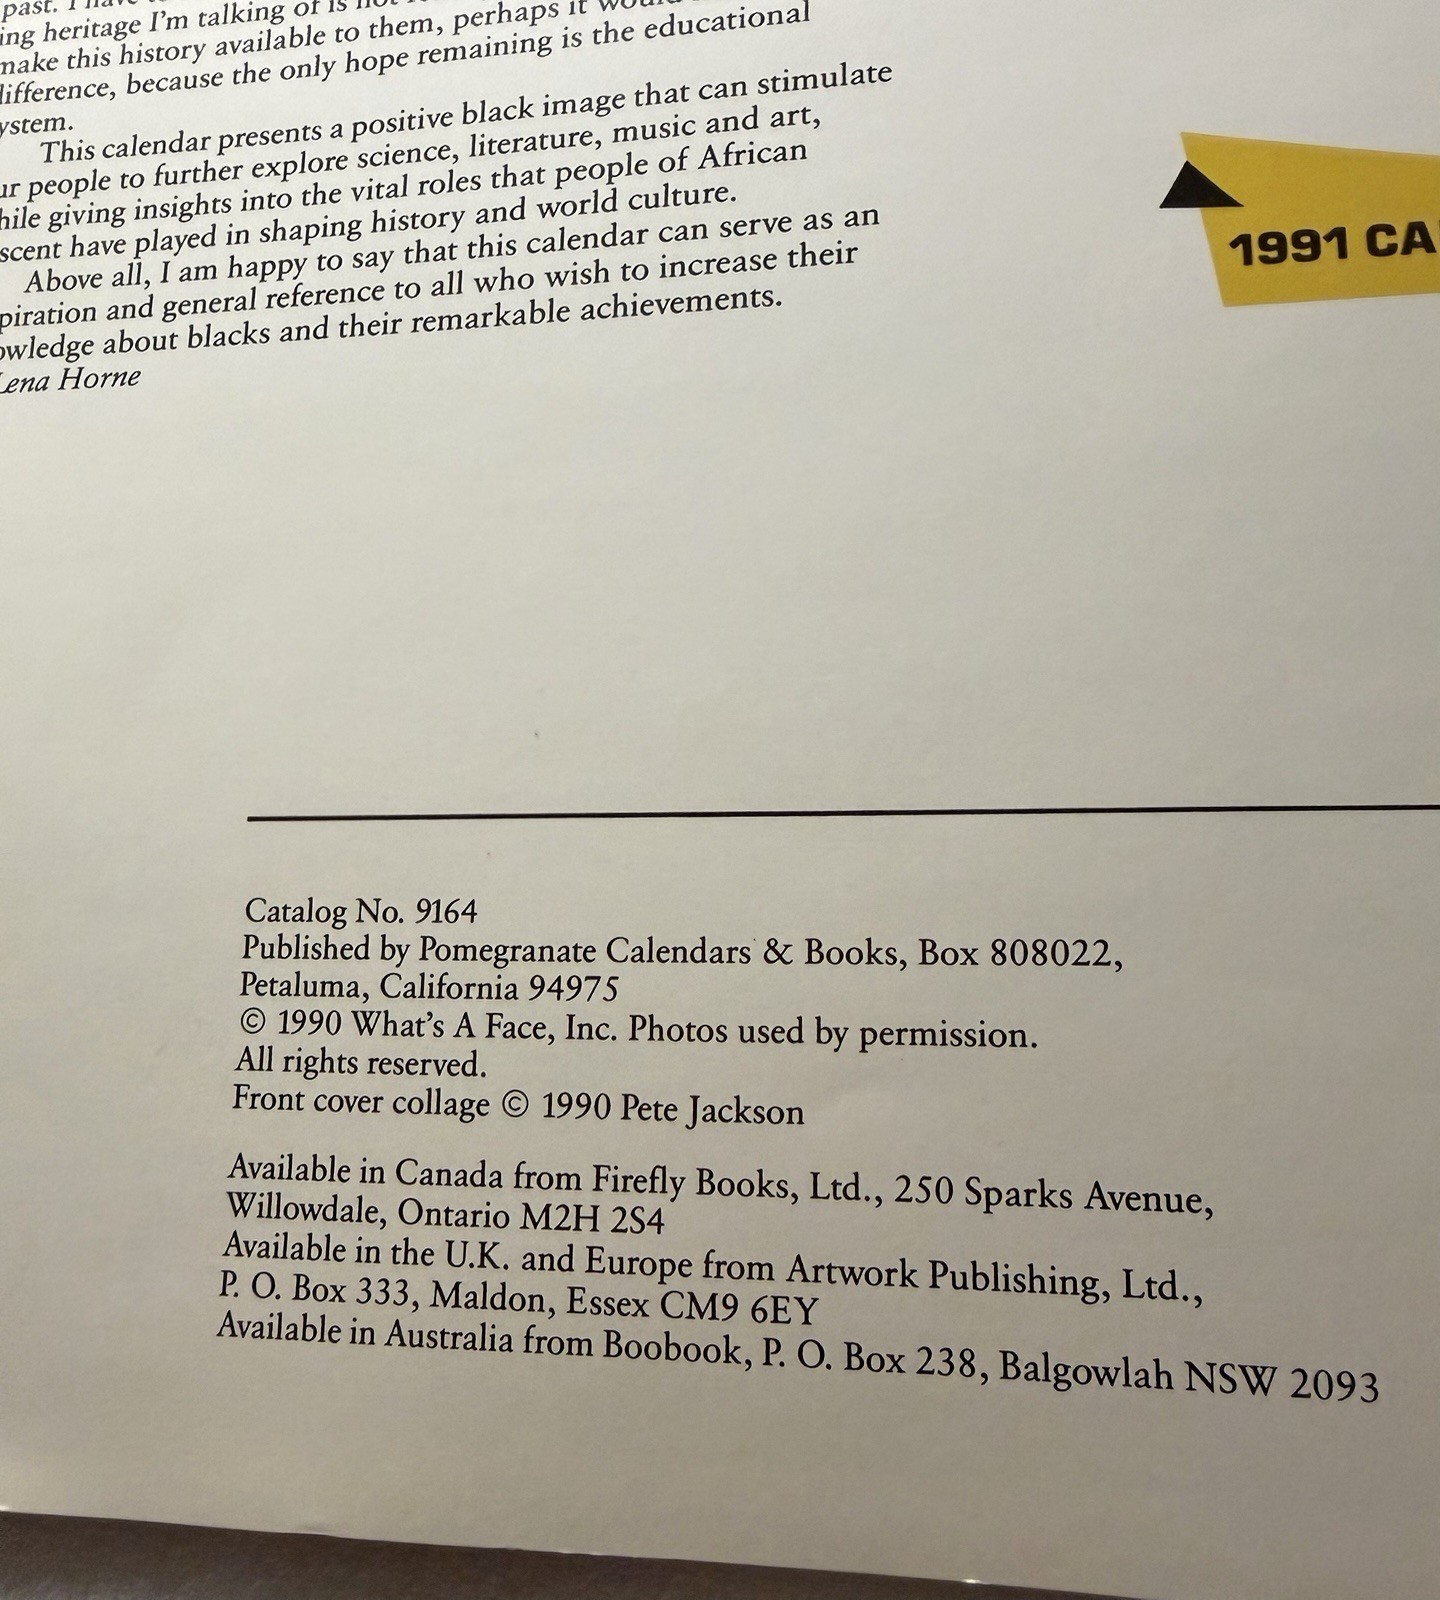 past. I have
ing heritage I'm talking of is
make this history available to them, perhaps it would
difference, because the only hope remaining is the educational
ystem.
This calendar presents a positive black image that can stimulate
ur people to further explore science, literature, music and art,
hile giving insights into the vital roles that people of African
scent have played in shaping history and world culture.
Above all, I am happy to say that this calendar can serve as an
piration and general reference to all who wish to increase their
owledge about blacks and their remarkable achievements.
Lena Horne
1991 CA
Catalog No. 9164
Published by Pomegranate Calendars & Books, Box 808022,
Petaluma, California 94975
© 1990 What's A Face, Inc. Photos used by permission.
All rights reserved.
Front cover collage © 1990 Pete Jackson
Available in Canada from Firefly Books, Ltd., 250 Sparks Avenue,
Willowdale, Ontario M2H 2S4
Available in the U.K. and Europe from Artwork Publishing, Ltd.,
P. O. Box 333, Maldon, Essex CM9 6EY
Available in Australia from Boobook, P. O. Box 238, Balgowlah NSW 2093